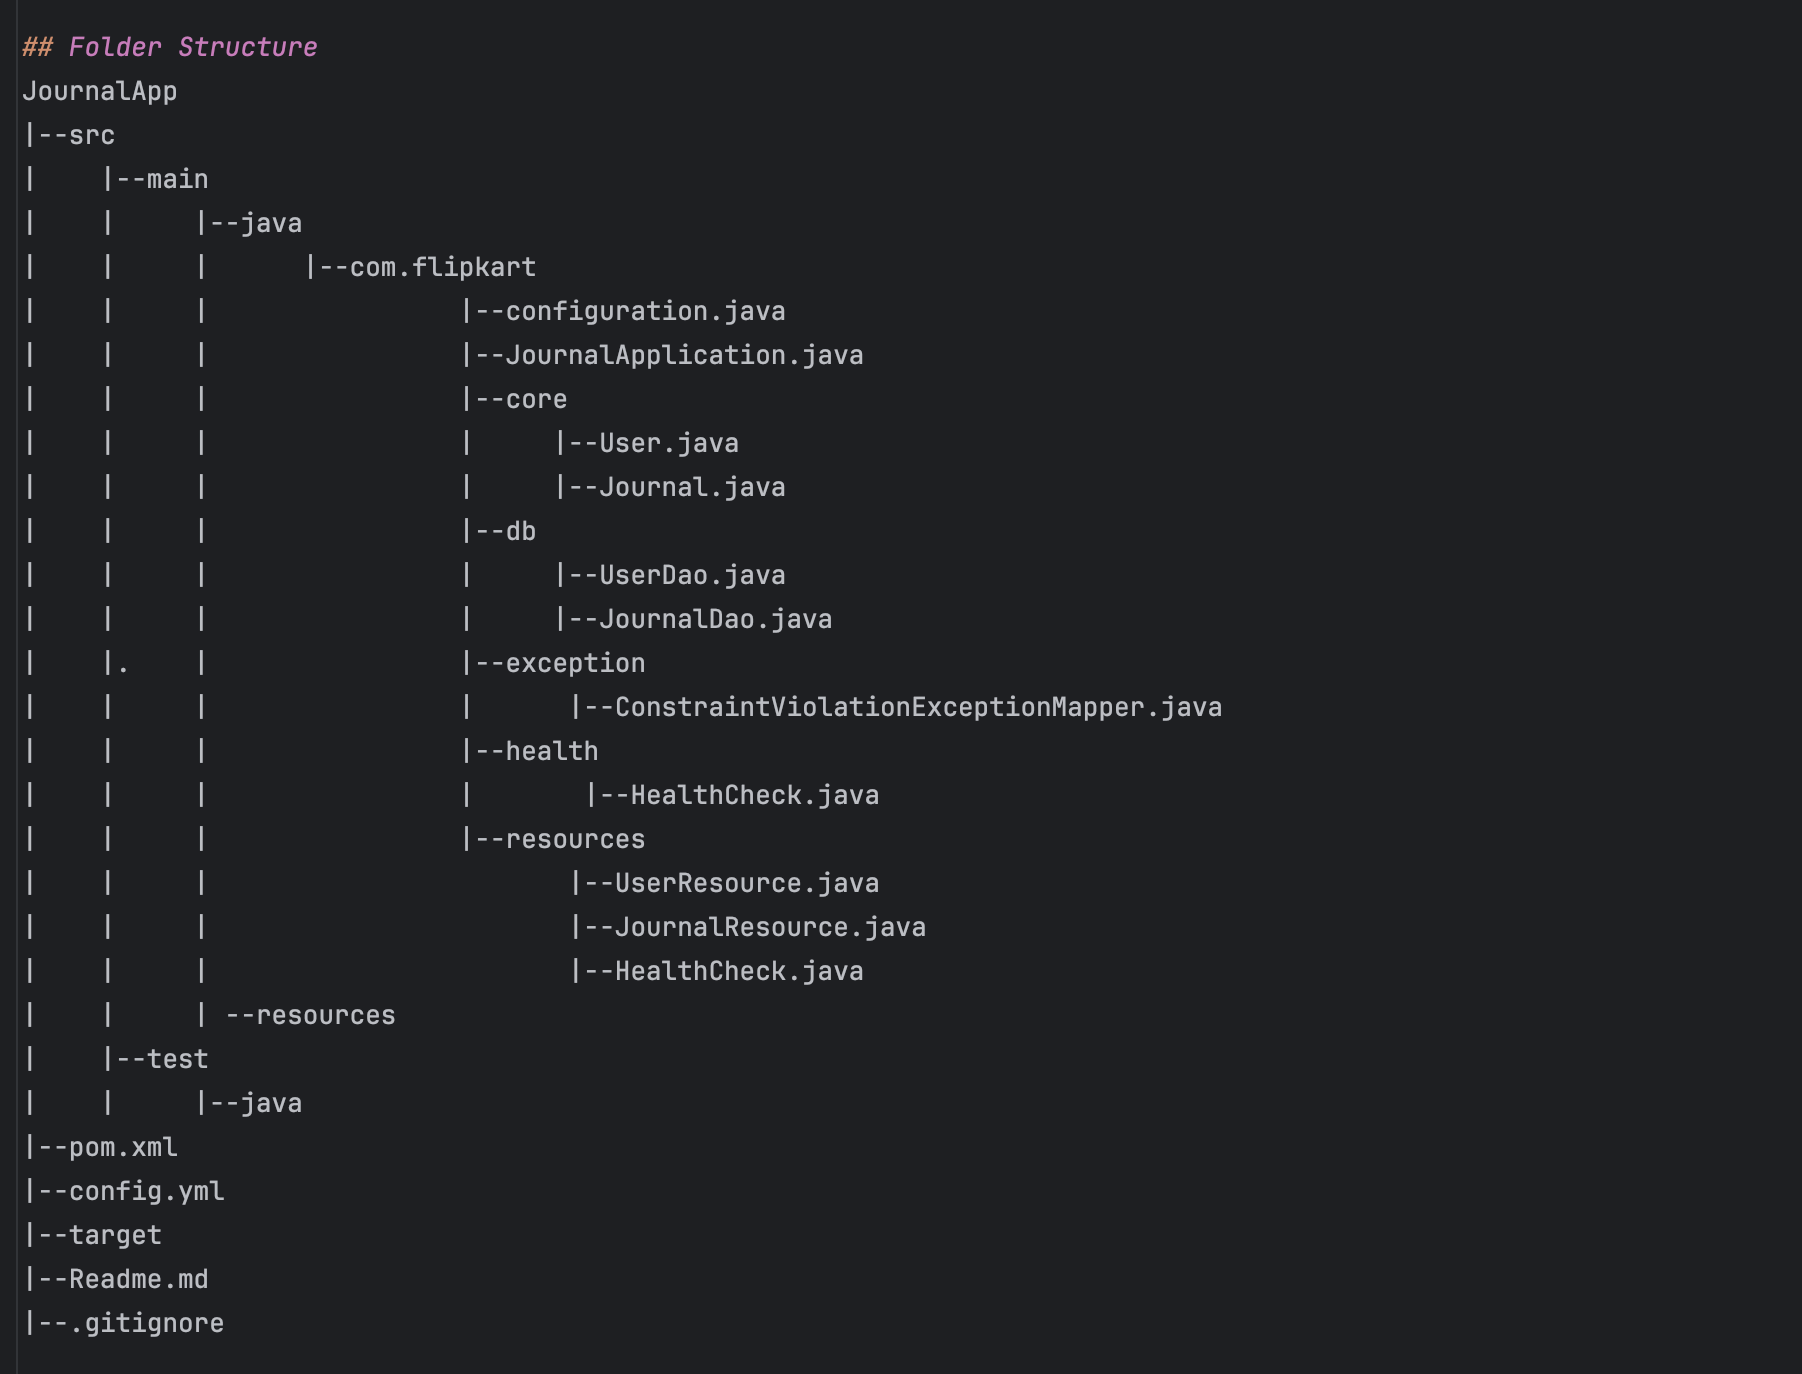 ## Folder Structure
JournalApp
|--src
|    |--main
|    |     |--java
|    |     |      |--com.flipkart
|    |     |                |--configuration.java
|    |     |                |--JournalApplication.java
|    |     |                |--core
|    |     |                |     |--User.java
|    |     |                |     |--Journal.java
|    |     |                |--db
|    |     |                |     |--UserDao.java
|    |     |                |     |--JournalDao.java
|    |.    |                |--exception
|    |     |                |      |--ConstraintViolationExceptionMapper.java
|    |     |                |--health
|    |     |                |       |--HealthCheck.java
|    |     |                |--resources
|    |     |                       |--UserResource.java
|    |     |                       |--JournalResource.java
|    |     |                       |--HealthCheck.java
|    |     | --resources
|    |--test
|    |     |--java
|--pom.xml
|--config.yml
|--target
|--Readme.md
|--.gitignore